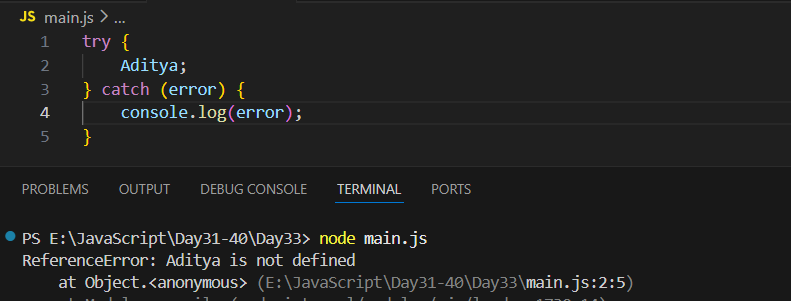 JS main.js > ...
1 try {
2 Aditya;
3 } catch (error) {
4 console.log(error);
5 }
PROBLEMS OUTPUT DEBUG CONSOLE TERMINAL PORTS
PS E:\JavaScript\Day31-40\Day33> node main.js
ReferenceError: Aditya is not defined
at Object.<anonymous> (E:\JavaScript\Day31-40\Day33\main.js:2:5)